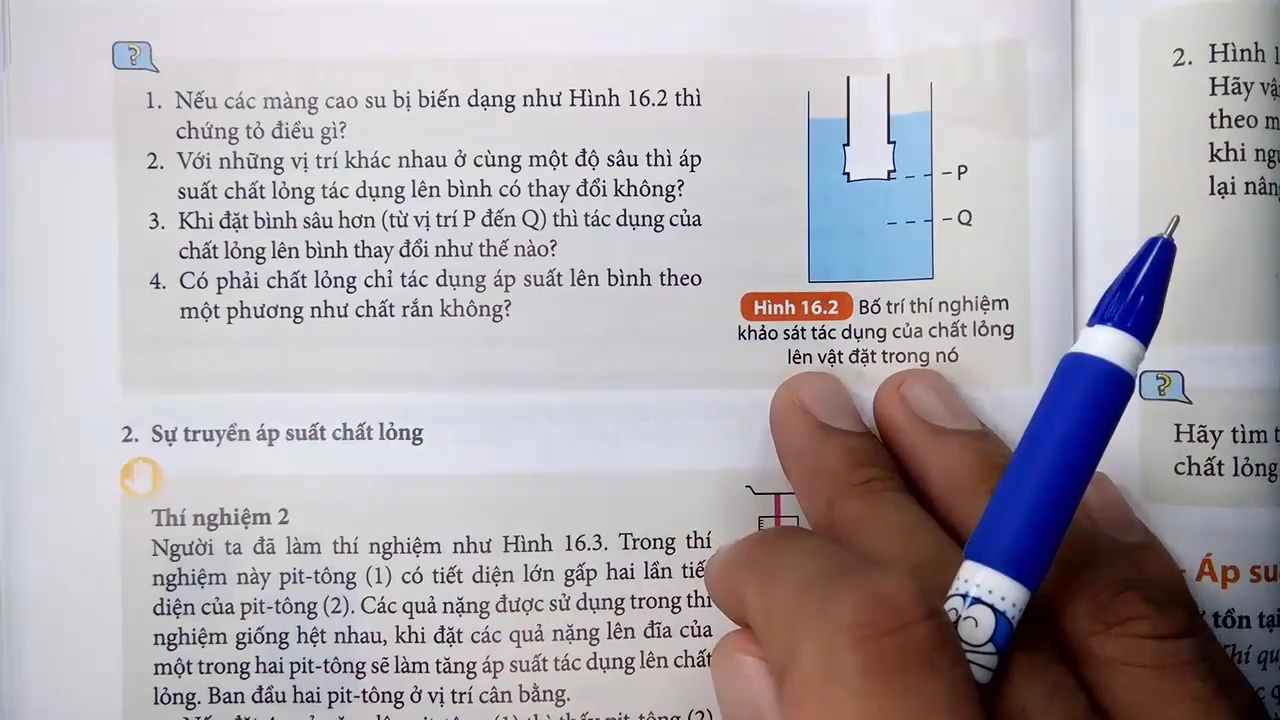 ?
1. Nếu các màng cao su bị biến dạng như Hình 16.2 thì
chứng tỏ điều gì?
2. Với những vị trí khác nhau ở cùng một độ sâu thì áp
suất chất lỏng tác dụng lên bình có thay đổi không?
3. Khi đặt bình sâu hơn (từ vị trí P đến Q) thì tác dụng của
chất lỏng lên bình thay đổi như thế nào?
4. Có phải chất lỏng chỉ tác dụng áp suất lên bình theo
một phương như chất rắn không?
P
Q
Hình 16.2 Bố trí thí nghiệm
khảo sát tác dụng của chất lỏng
lên vật đặt trong nó
2. Sự truyền áp suất chất lỏng
Thí nghiệm 2
Người ta đã làm thí nghiệm như Hình 16.3. Trong thí
nghiệm này pit-tông (1) có tiết diện lớn gấp hai lần
diện của pit-tông (2). Các quả nặng được sử dụng trong
nghiệm giống hệt nhau, khi đặt các quả nặng lên đĩa của
một trong hai pit-tông sẽ làm tăng áp suất tác dụng lên chất
lỏng. Ban đầu hai pit-tông ở vị trí cân bằng.
2. Hình
Hãy
theo
khi
lại
?
Hãy tìm
chất lỏng
Áp
tồn tại